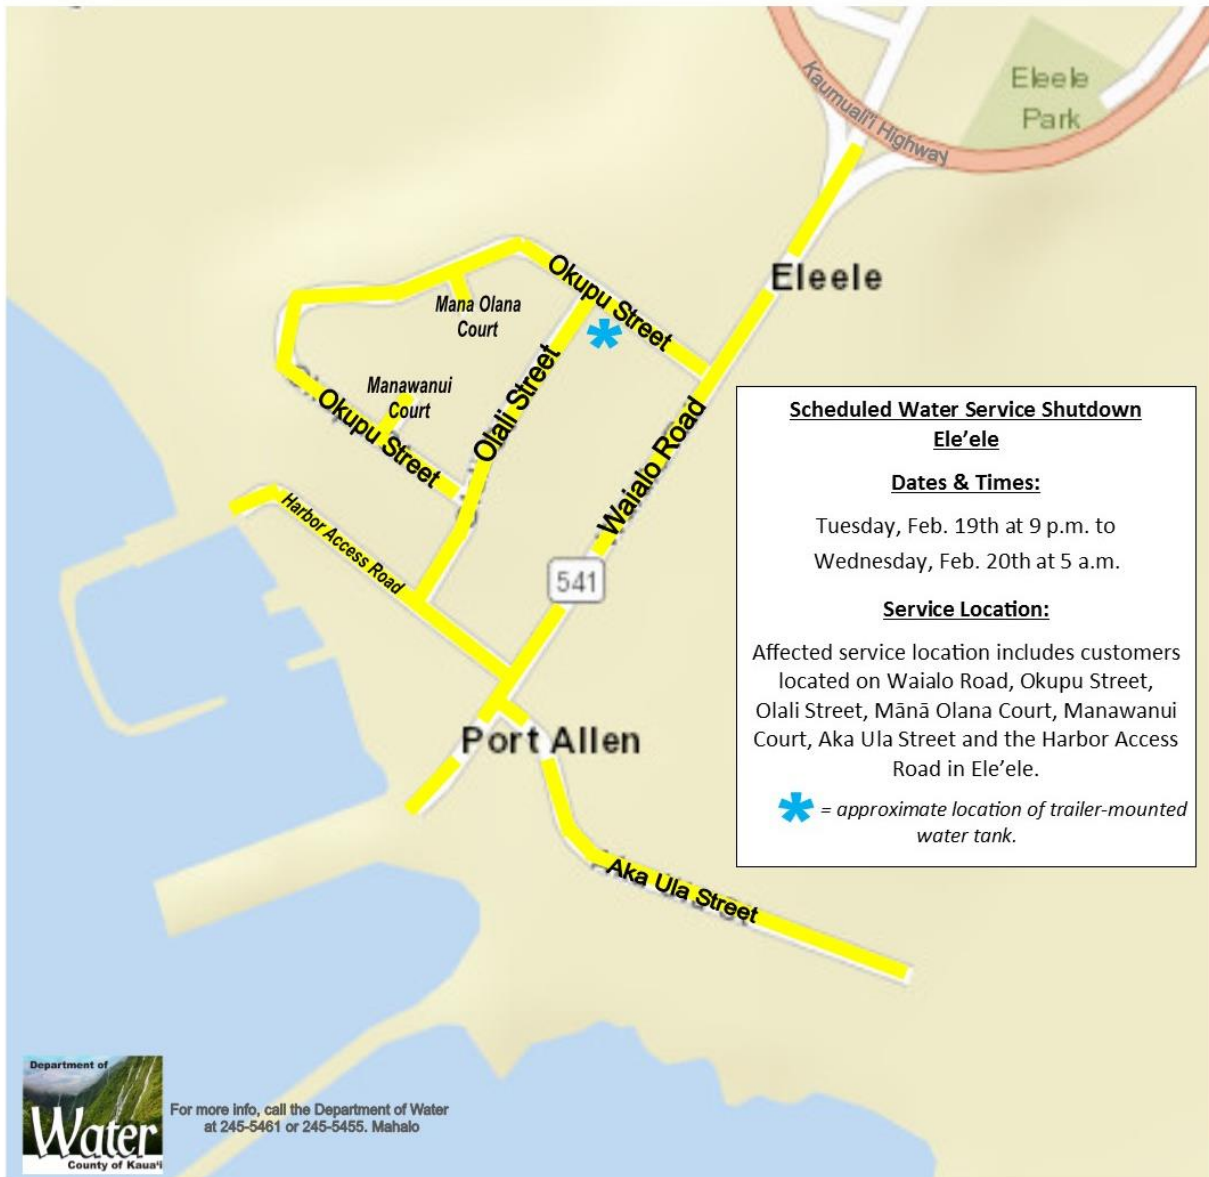 Kaumuali'i Highway
Eleele
Park
Eleele
Okupu Street
Mana Olana
Court
Manawanui
Court
Okupu Street
Olali Street
Waialo Road
Harbor Access Road
541
Port Allen
Aka Ula Street
Scheduled Water Service Shutdown
Ele’ele
Dates & Times:
Tuesday, Feb. 19th at 9 p.m. to
Wednesday, Feb. 20th at 5 a.m.
Service Location:
Affected service location includes customers
located on Waialo Road, Okupu Street,
Olali Street, Mānā Olana Court, Manawanui
Court, Aka Ula Street and the Harbor Access
Road in Ele’ele.
* = approximate location of trailer-mounted
water tank.
Department of
Water
County of Kaua'i
For more info, call the Department of Water
at 245-5461 or 245-5455. Mahalo